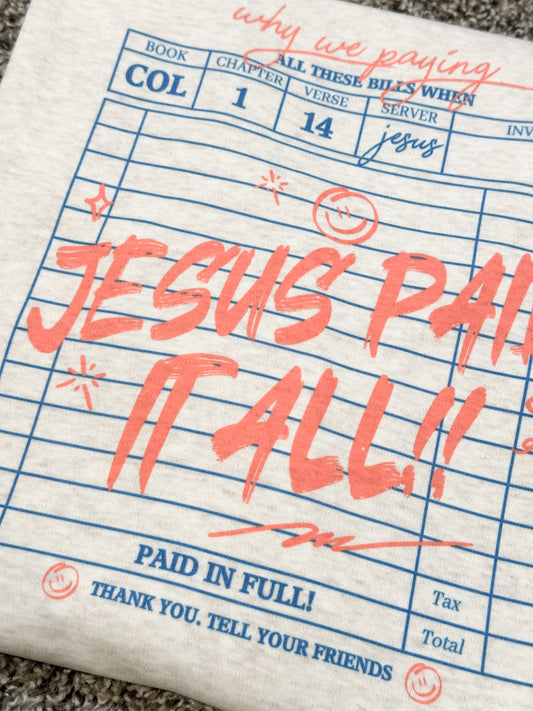 why we paying
ALL THESE BILLS WHEN
BOOK CHAPTER VERSE SERVER
COL 1 14 jesus
JESUS
IT ALL!!
PAID IN FULL!
Tax
THANK YOU. TELL YOUR FRIENDS
Total